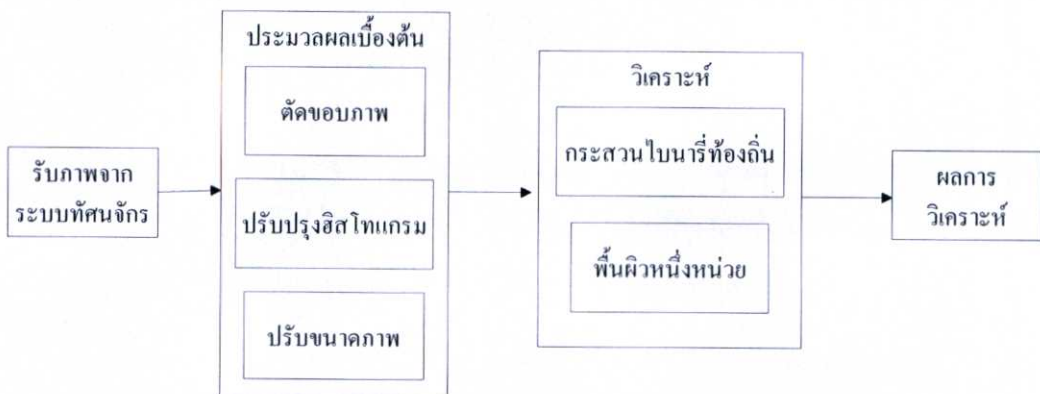 รับภาพจาก
ระบบทัศนจักร
ประมวลผลเบื้องต้น
ตัดขอบภาพ
ปรับปรุงฮิสโทแกรม
ปรับขนาดภาพ
วิเคราะห์
กระสวนไบนารี่ท้องถิ่น
พื้นผิวหนึ่งหน่วย
ผลการ
วิเคราะห์